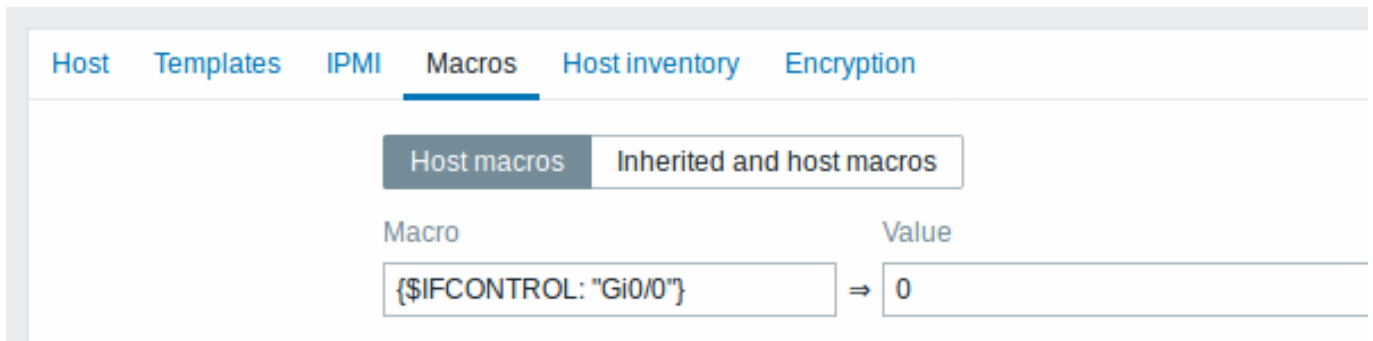 Host Templates IPMI Macros Host inventory Encryption
Host macros Inherited and host macros
Macro Value
{$IFCONTROL: "Gi0/0"} ⇒ 0